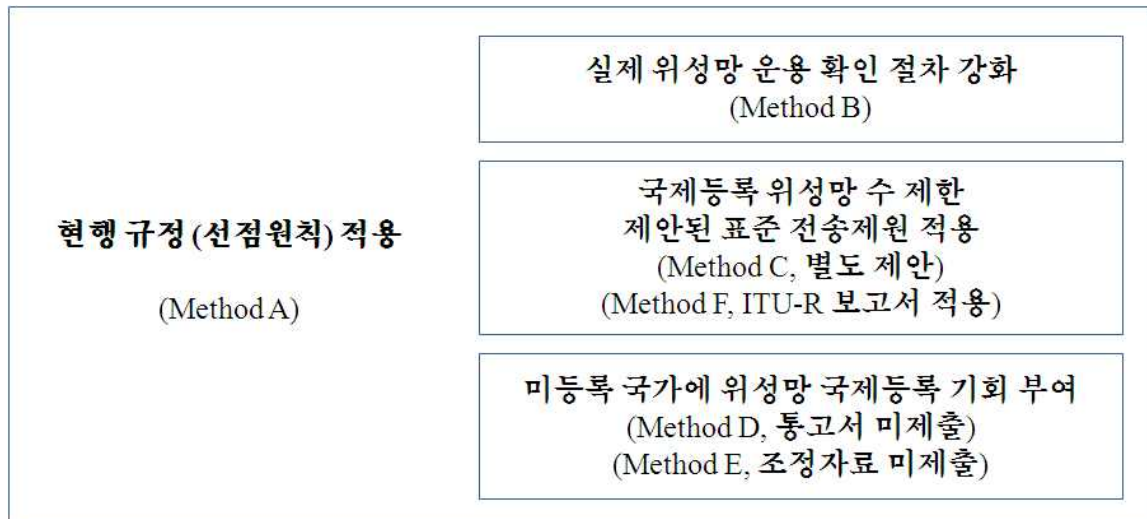 현행 규정 (선점원칙) 적용
(Method A)
실제 위성망 운용 확인 절차 강화
(Method B)
국제등록 위성망 수 제한
제안된 표준 전송제원 적용
(Method C, 별도 제안)
(Method F, ITU-R 보고서 적용)
미등록 국가에 위성망 국제등록 기회 부여
(Method D, 통고서 미제출)
(Method E, 조정자료 미제출)